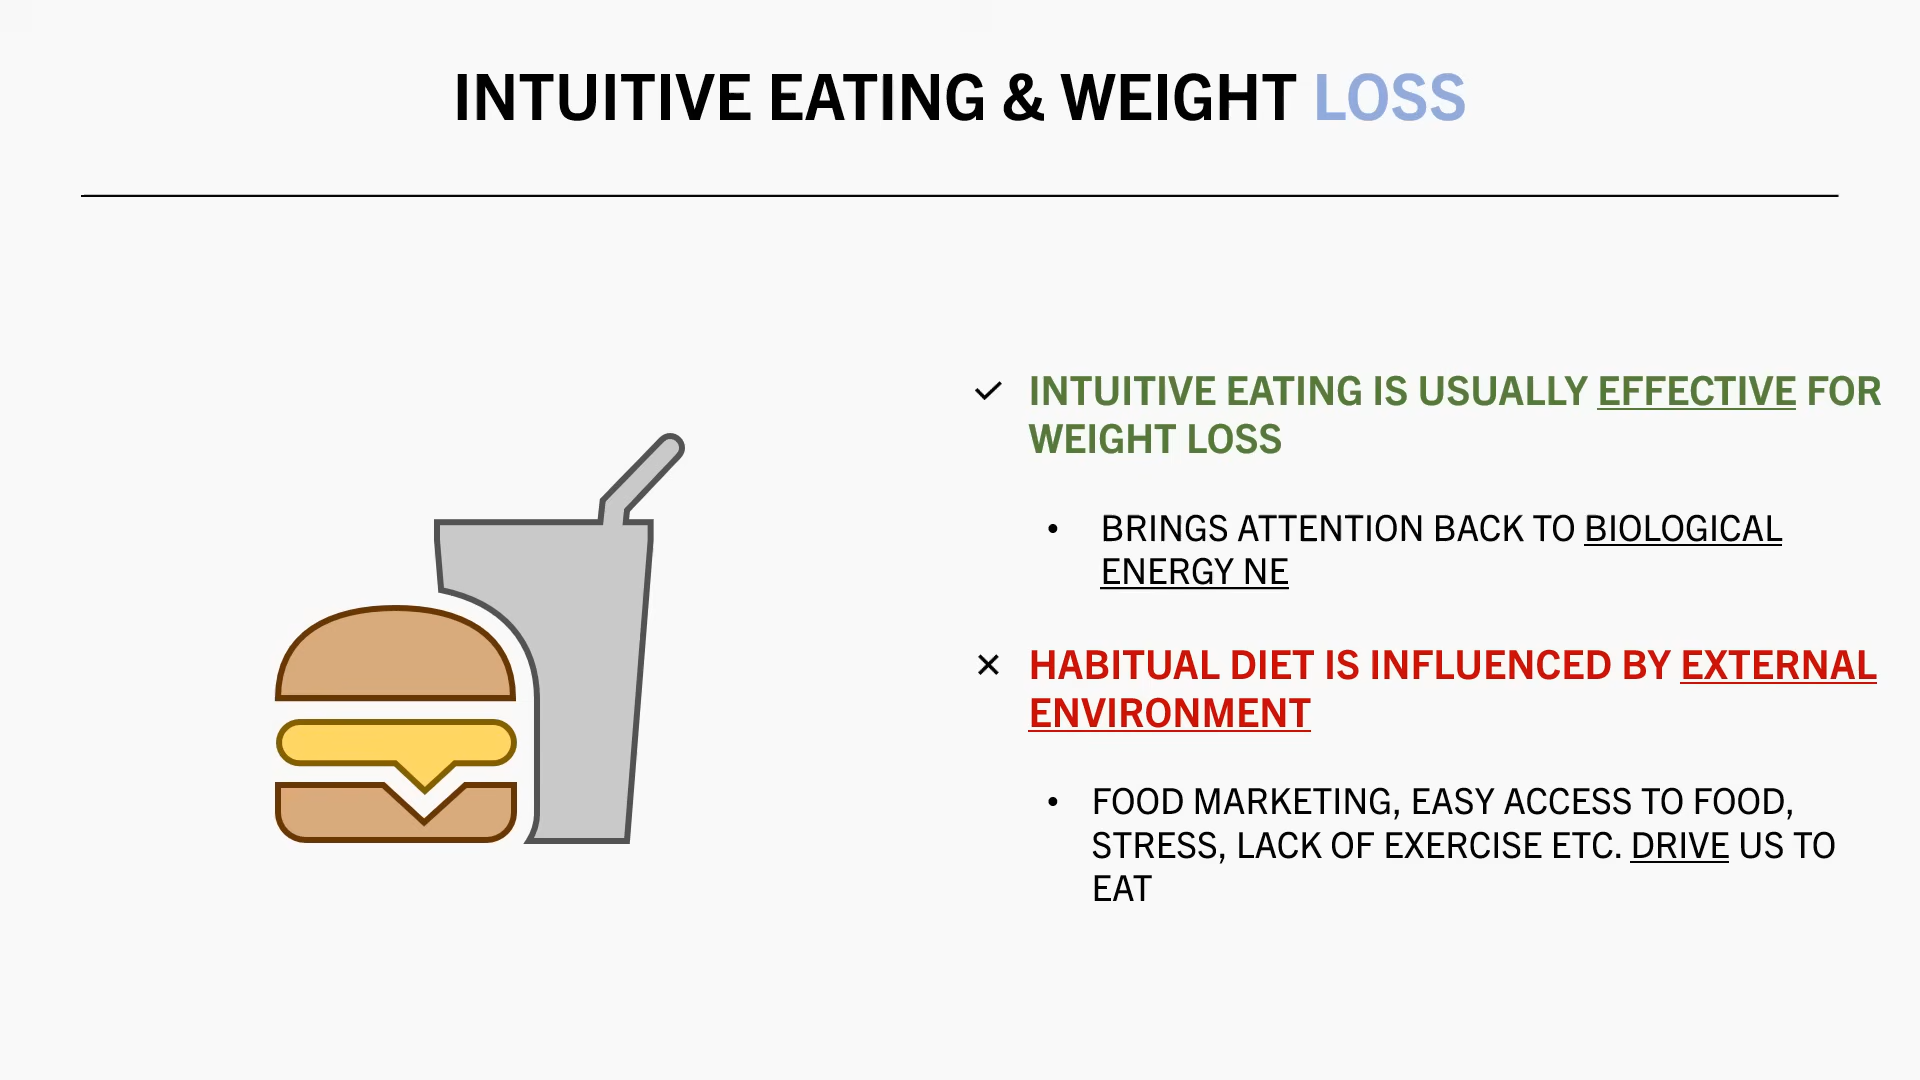 INTUITIVE EATING & WEIGHT LOSS
INTUITIVE EATING IS USUALLY EFFECTIVE FOR
WEIGHT LOSS
• BRINGS ATTENTION BACK TO BIOLOGICAL
ENERGY NE
HABITUAL DIET IS INFLUENCED BY EXTERNAL
ENVIRONMENT
• FOOD MARKETING, EASY ACCESS TO FOOD,
STRESS, LACK OF EXERCISE ETC. DRIVE US TO
EAT